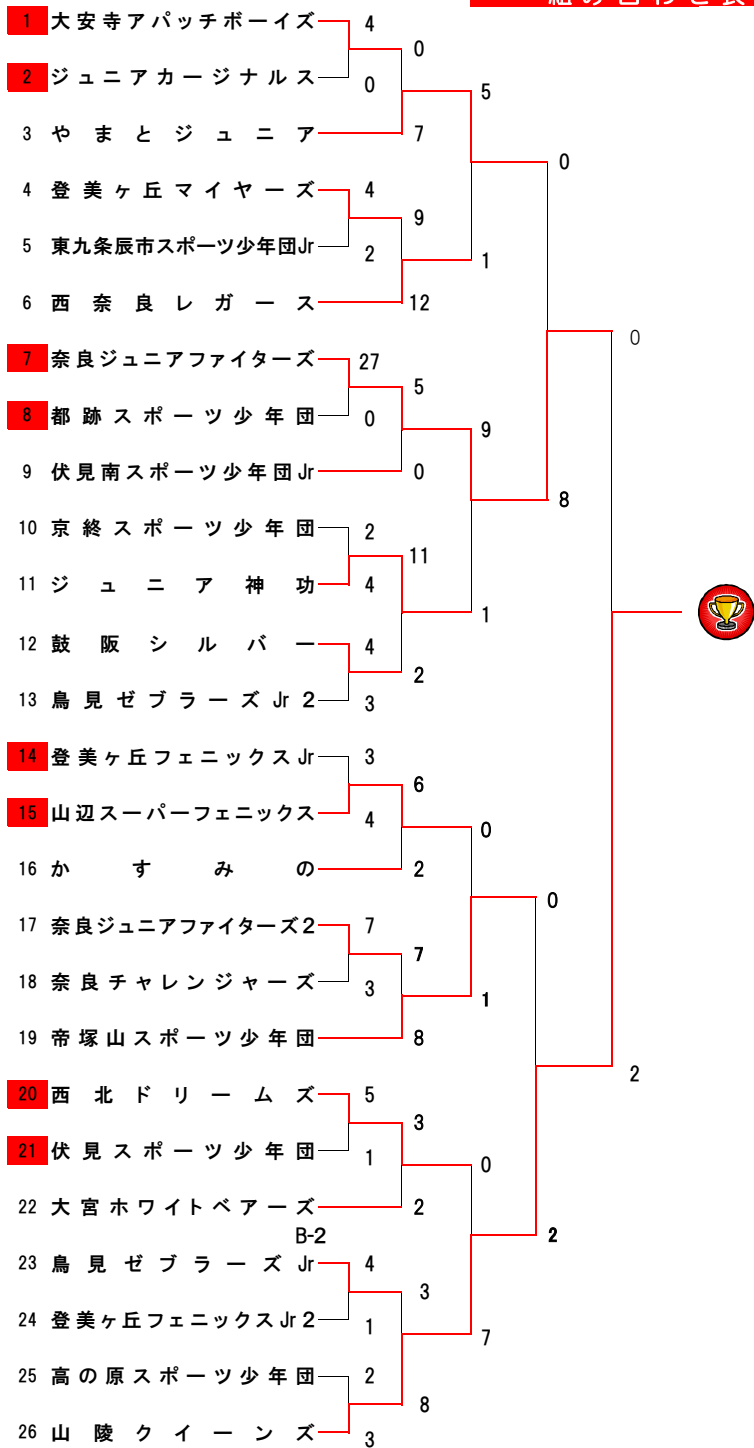 組み合わせ表
1 大安寺アパッチボーイズ 4
0
2 ジュニアカージナルス 0
5
3 やまとジュニア 7
0
4 登美ヶ丘マイヤーズ 4
9
5 東九条辰市スポーツ少年団Jr 2
1
6 西奈良レガース 12
0
7 奈良ジュニアファイターズ 27
5
8 都跡スポーツ少年団 0
9
9 伏見南スポーツ少年団Jr 0
8
10 京終スポーツ少年団 2
11
11 ジュニア神功 4
1
12 鼓阪シルバー 4
2
13 鳥見ゼブラーズJr2 3
14 登美ヶ丘フェニックスJr 3
6
15 山辺スーパーフェニックス 4
0
16 かすみの 2
0
17 奈良ジュニアファイターズ2 7
7
18 奈良チャレンジャーズ 3
1
19 帝塚山スポーツ少年団 8
2
20 西北ドリームズ 5
3
21 伏見スポーツ少年団 1
0
22 大宮ホワイトベアーズ 2
B-2
2
23 鳥見ゼブラーズJr 4
3
24 登美ヶ丘フェニックスJr2 1
7
25 高の原スポーツ少年団 2
8
26 山陵クイーンズ 3